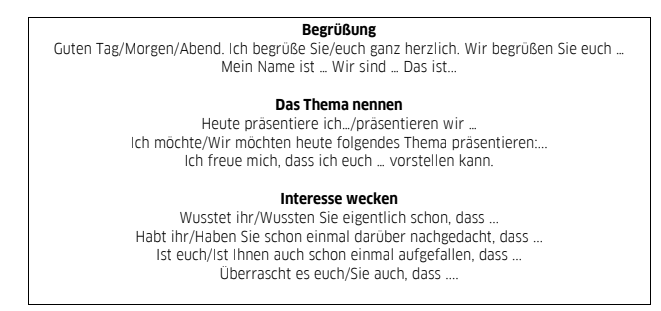 Begrüßung
Guten Tag/Morgen/Abend. Ich begrüße Sie/euch ganz herzlich. Wir begrüßen Sie euch …
Mein Name ist … Wir sind … Das ist…
Das Thema nennen
Heute präsentiere ich…/präsentieren wir …
Ich möchte/Wir möchten heute folgendes Thema präsentieren:…
Ich freue mich, dass ich euch … vorstellen kann.
Interesse wecken
Wusstet ihr/Wussten Sie eigentlich schon, dass …
Habt ihr/Haben Sie schon einmal darüber nachgedacht, dass …
Ist euch/Ist Ihnen auch schon einmal aufgefallen, dass …
Überrascht es euch/Sie auch, dass ….